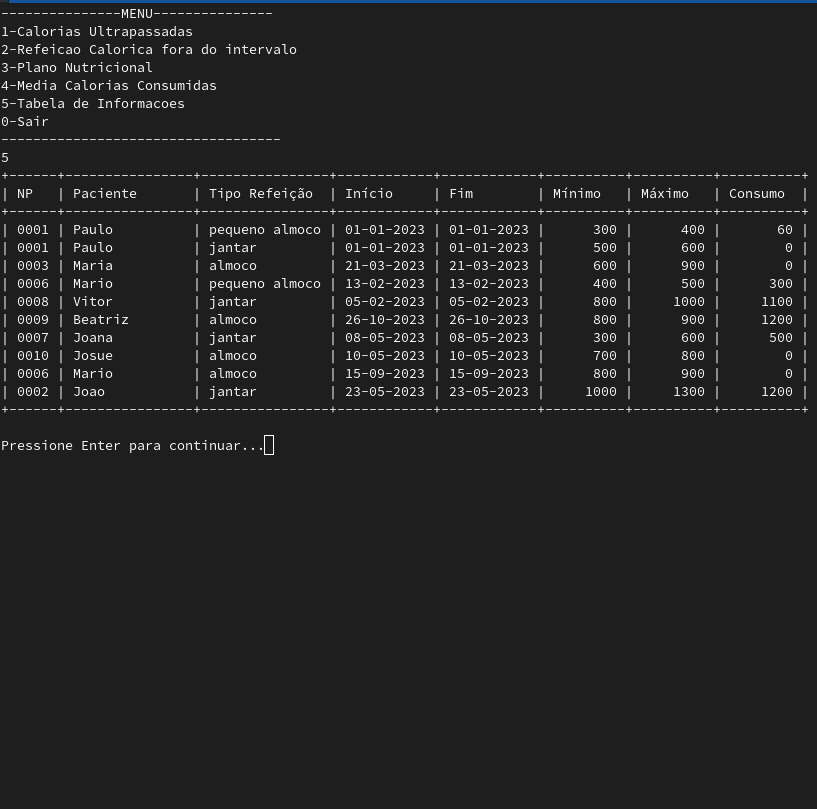 ---------------MENU---------------
1-Calorias Ultrapassadas
2-Refeicao Calorica fora do intervalo
3-Plano Nutricional
4-Media Calorias Consumidas
5-Tabela de Informacoes
0-Sair
-----------------------------------
5
+------+----------------+----------------+------------+------------+----------+----------+----------+
| NP   | Paciente       | Tipo Refeição  | Início     | Fim        | Mínimo   | Máximo   | Consumo  |
+------+----------------+----------------+------------+------------+----------+----------+----------+
| 0001 | Paulo          | pequeno almoco | 01-01-2023 | 01-01-2023 |      300 |      400 |       60 |
| 0001 | Paulo          | jantar         | 01-01-2023 | 01-01-2023 |      500 |      600 |        0 |
| 0003 | Maria          | almoco         | 21-03-2023 | 21-03-2023 |      600 |      900 |        0 |
| 0006 | Mario          | pequeno almoco | 13-02-2023 | 13-02-2023 |      400 |      500 |      300 |
| 0008 | Vitor          | jantar         | 05-02-2023 | 05-02-2023 |      800 |     1000 |     1100 |
| 0009 | Beatriz        | almoco         | 26-10-2023 | 26-10-2023 |      800 |      900 |     1200 |
| 0007 | Joana          | jantar         | 08-05-2023 | 08-05-2023 |      300 |      600 |      500 |
| 0010 | Josue          | almoco         | 10-05-2023 | 10-05-2023 |      700 |      800 |        0 |
| 0006 | Mario          | almoco         | 15-09-2023 | 15-09-2023 |      800 |      900 |        0 |
| 0002 | Joao           | jantar         | 23-05-2023 | 23-05-2023 |     1000 |     1300 |     1200 |
+------+----------------+----------------+------------+------------+----------+----------+----------+
Pressione Enter para continuar...